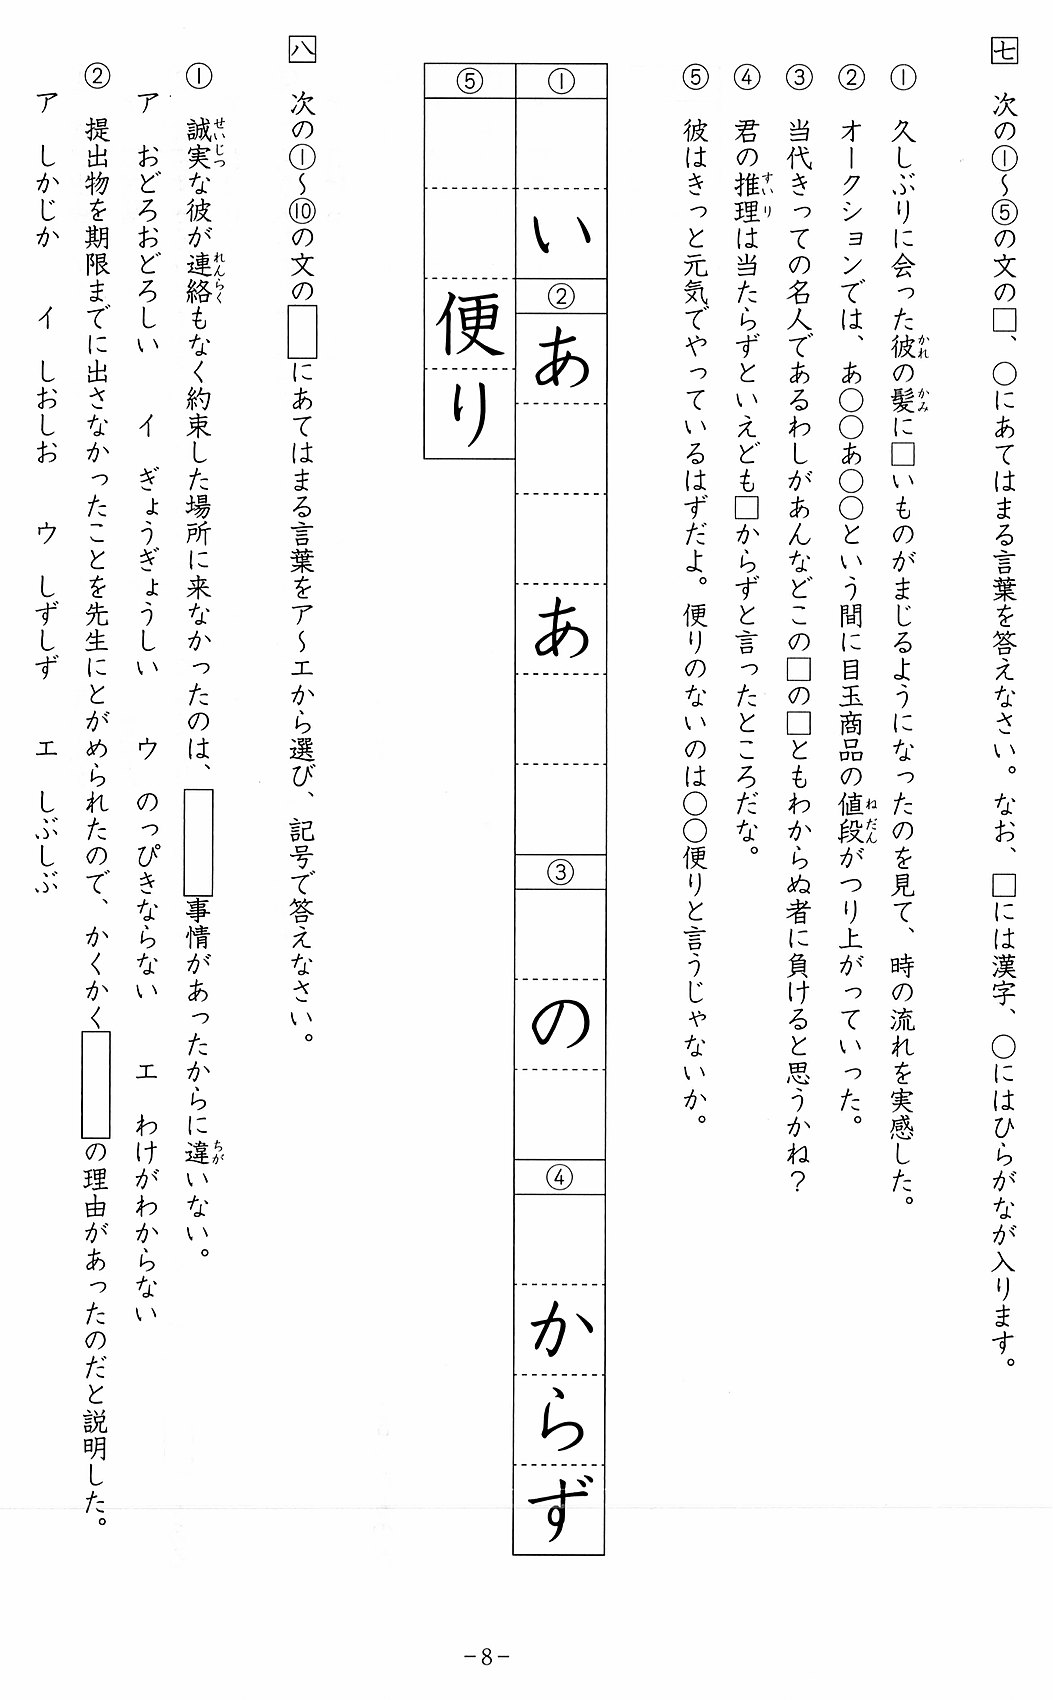 七 次の①〜⑤の文の□、○にあてはまる言葉を答えなさい。なお、□には漢字、○にはひらがなが入ります。
① 久しぶりに会った彼の髪に□いものがまじるようになったのを見て、時の流れを実感した。
かれ
かみ
② オークションでは、あ○○あ○○という間に目玉商品の値段がつり上がっていった。
ねだん
③ 当代きっての名人であるわしがあんなどこの□の□ともわからぬ者に負けると思うかね？
④ 君の推理は当たらずといえども□からずと言ったところだな。
すいり
⑤ 彼はきっと元気でやっているはずだよ。便りのないのは○○便りと言うじゃないか。
① い
② あ あ
③ の
④ からず
⑤ 便り
八 次の①〜⑩の文の□にあてはまる言葉をア〜エから選び、記号で答えなさい。
① 誠実な彼が連絡もなく約束した場所に来なかったのは、□事情があったからに違いない。
せいじつ
れんらく
ちが
ア おどろおどろしい イ ぎょうぎょうしい ウ のっぴきならない エ わけがわからない
② 提出物を期限までに出さなかったことを先生にとがめられたので、かくかく□の理由があったのだと説明した。
ア しかじか イ しおしお ウ しずしず エ しぶしぶ
-8-